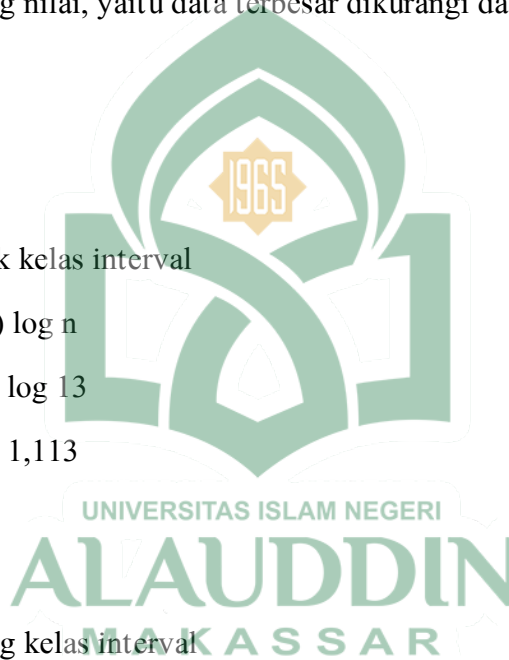 g nilai, yaitu data terbesar dikurangi da
1965
k kelas interval
) log n
log 13
1,113
UNIVERSITAS ISLAM NEGERI
ALAUDDIN
g kelas interval
MAKASSAR